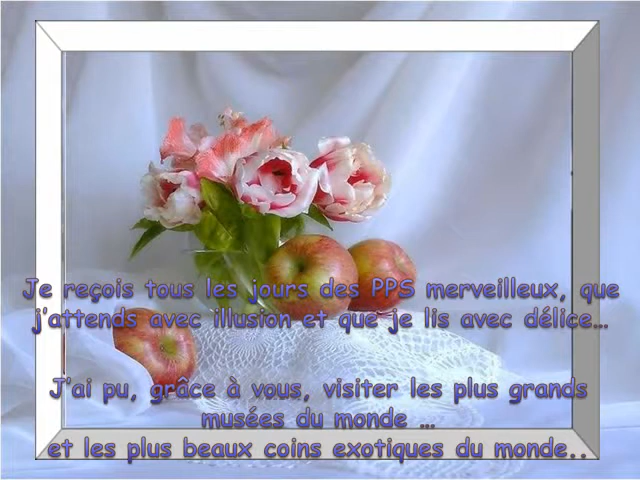 Je reçois tous les jours des PPS merveilleux, que
j'attends avec illusion et que je lis avec délice…
J'ai pu, grâce à vous, visiter les plus grands
musées du monde …
et les plus beaux coins exotiques du monde..